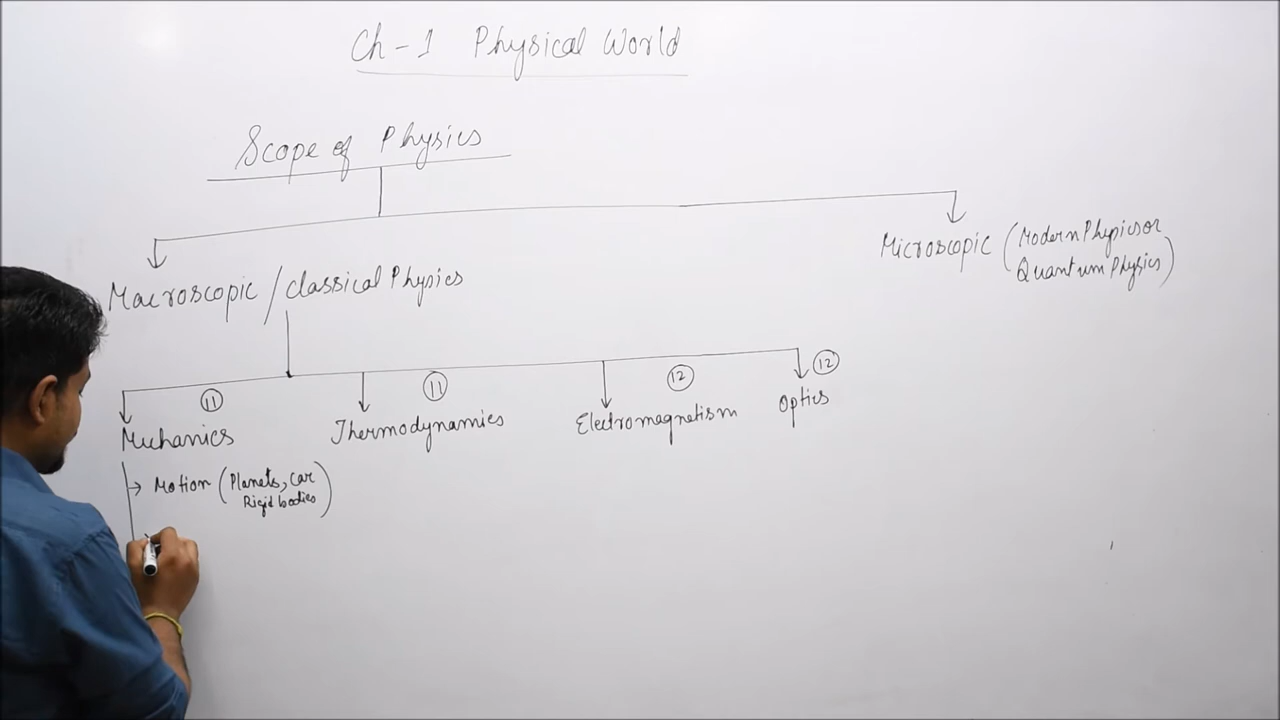 Ch-1 Physical World
Scope of Physics
Macroscopic / classical Physics
Microscopic (Modern Physics or
Quantum Physics)
11 11 12 12
Mechanics Thermodynamics Electromagnetism Optics
Motion (Planets, Car
Rigid bodies)